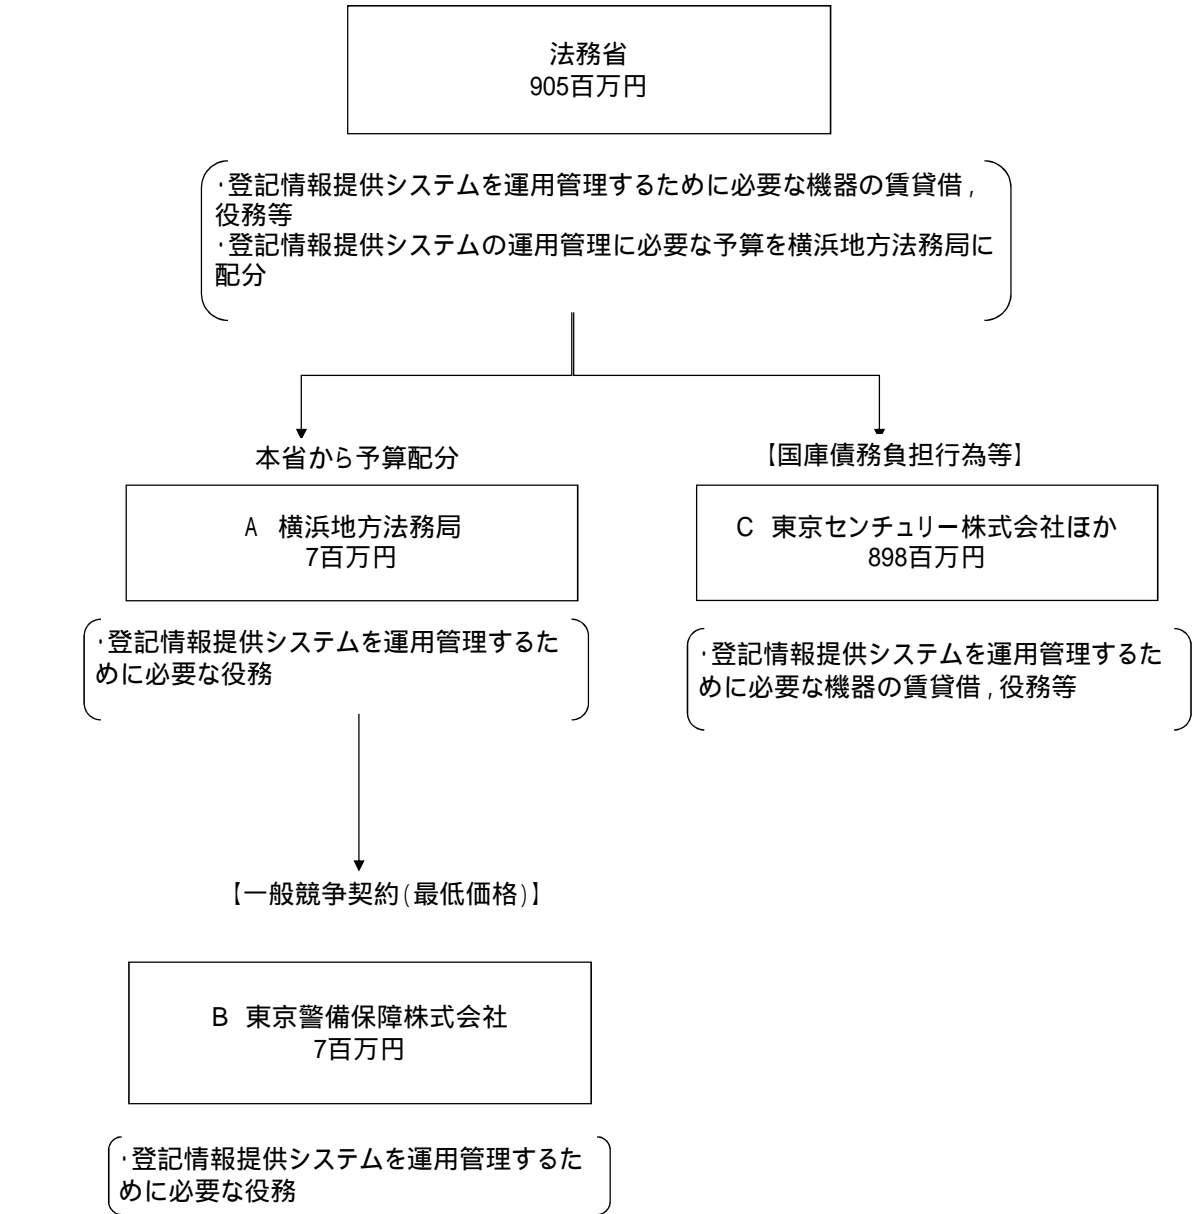 法務省
905百万円
・登記情報提供システムを運用管理するために必要な機器の賃貸借,
役務等
・登記情報提供システムの運用管理に必要な予算を横浜地方法務局に
配分
本省から予算配分
【国庫債務負担行為等】
A 横浜地方法務局
7百万円
C 東京センチュリー株式会社ほか
898百万円
・登記情報提供システムを運用管理するた
めに必要な役務
・登記情報提供システムを運用管理するた
めに必要な機器の賃貸借,役務等
【一般競争契約(最低価格)】
B 東京警備保障株式会社
7百万円
・登記情報提供システムを運用管理するた
めに必要な役務